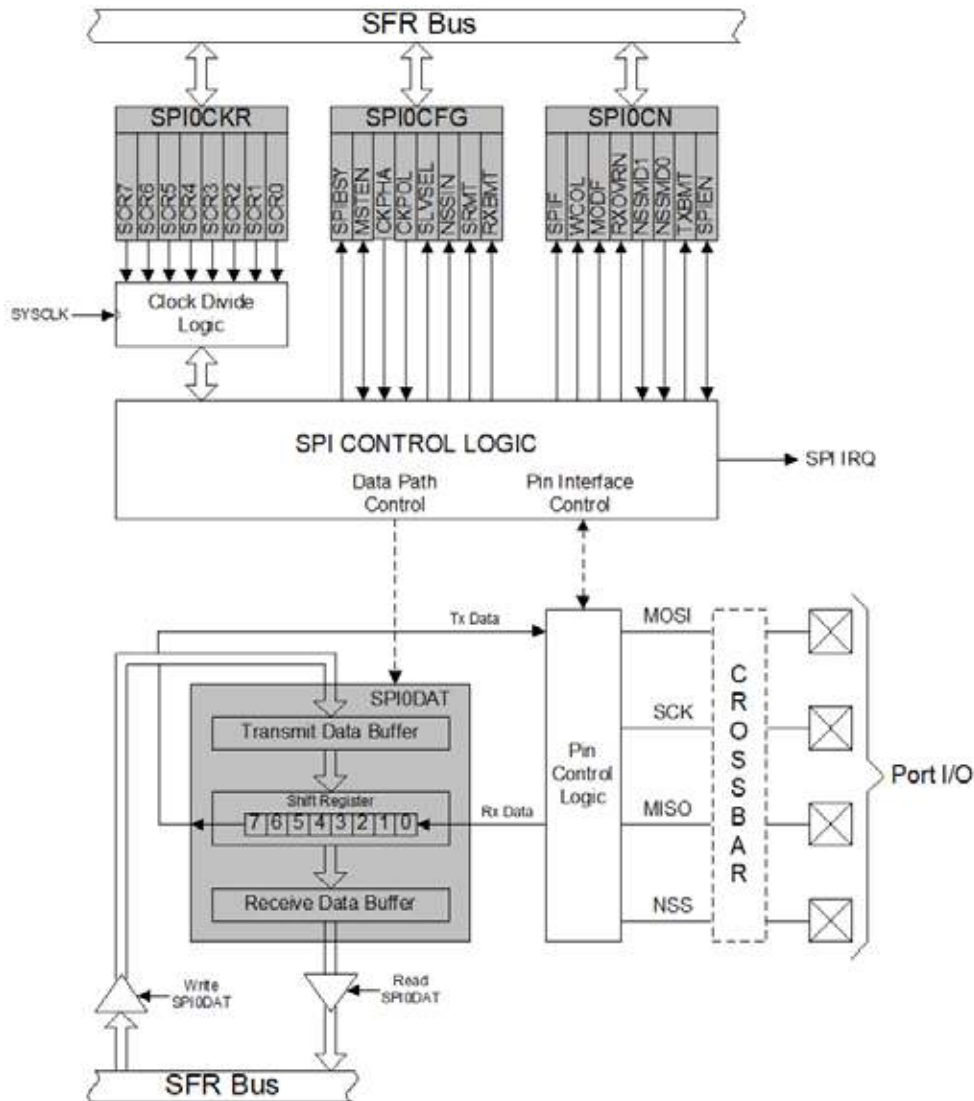 SFR Bus
SPI0CKR
SCR7
SCR6
SCR5
SCR4
SCR3
SCR2
SCR1
SCR0
SPI0CFG
SPIBSY
MSTEN
CKPHA
CKPOL
SLVSEL
NSSIN
SRMT
RXBMT
SPI0CN
SPIF
WCOL
MODF
RXOVRN
NSSMD1
NSSMD0
TXBMT
SPIEN
SYSCLK
Clock Divide
Logic
SPI CONTROL LOGIC
Data Path
Control
Pin Interface
Control
SPI IRQ
Tx Data
SPI0DAT
Transmit Data Buffer
Shift Register
7 6 5 4 3 2 1 0
Rx Data
Receive Data Buffer
Pin
Control
Logic
MOSI
SCK
MISO
NSS
CROSSBAR
Port I/O
Write
SPI0DAT
Read
SPI0DAT
SFR Bus